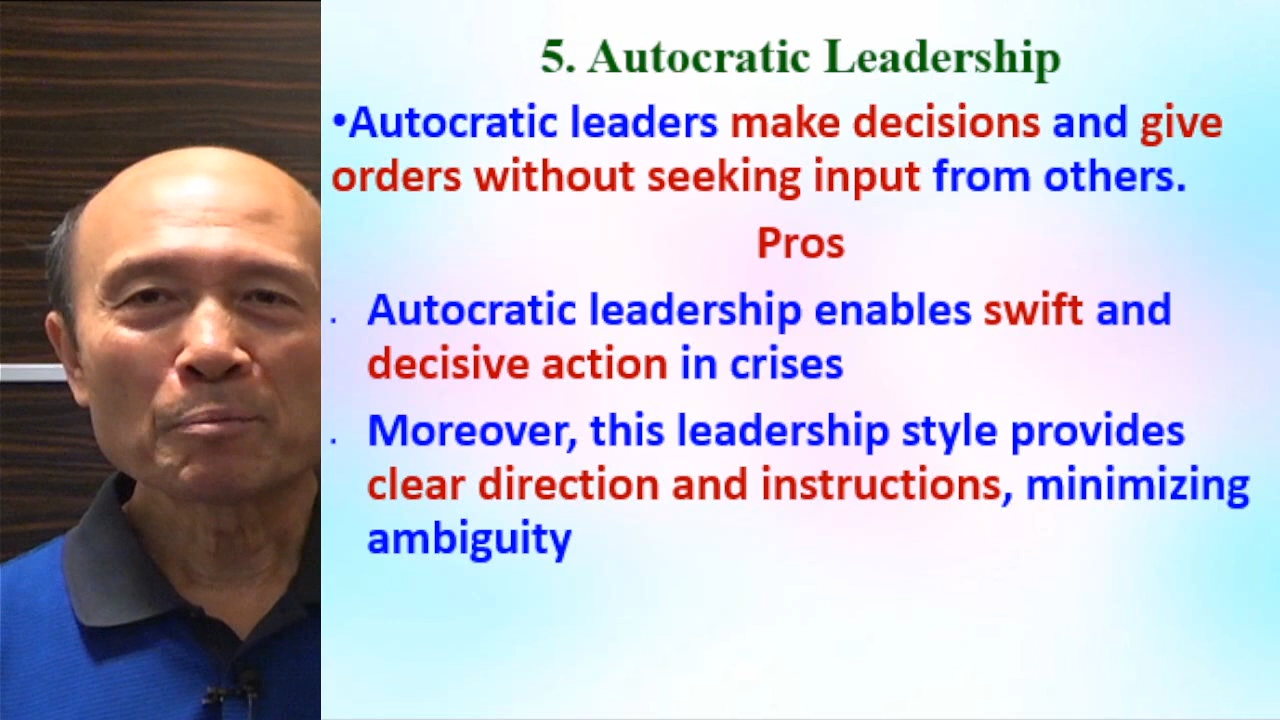 5. Autocratic Leadership
•Autocratic leaders make decisions and give
orders without seeking input from others.
Pros
. Autocratic leadership enables swift and
decisive action in crises
. Moreover, this leadership style provides
clear direction and instructions, minimizing
ambiguity